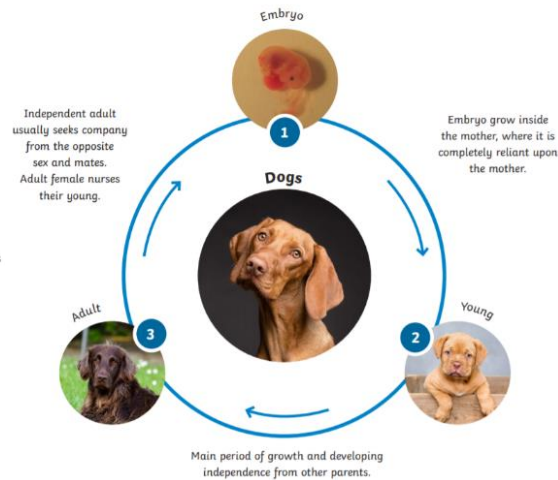 Embryo
1
Independent adult
usually seeks company
from the opposite
sex and mates.
Adult female nurses
their young.
Embryo grow inside
the mother, where it is
completely reliant upon
the mother.
Dogs
Adult
3
Young
2
Main period of growth and developing
independence from other parents.